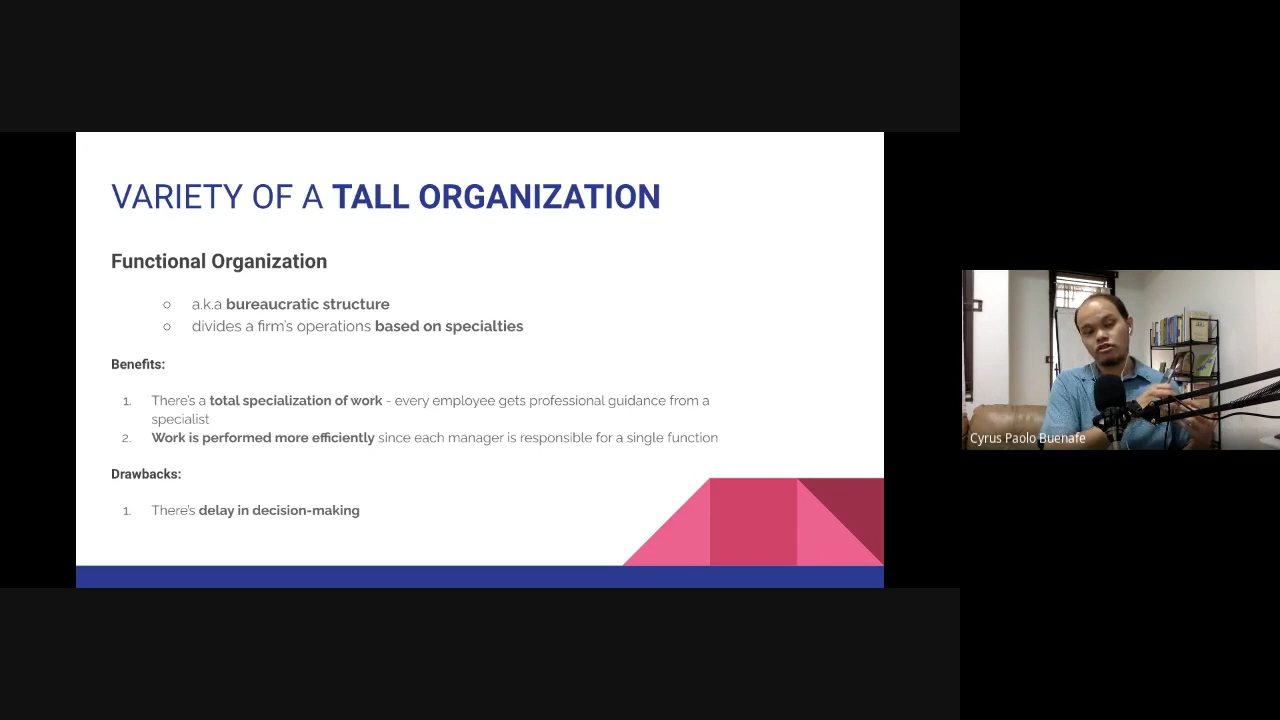 VARIETY OF A TALL ORGANIZATION
Functional Organization
○ a.k.a bureaucratic structure
○ divides a firm's operations based on specialties
Benefits:
1. There's a total specialization of work - every employee gets professional guidance from a
specialist
2. Work is performed more efficiently since each manager is responsible for a single function
Drawbacks:
1. There's delay in decision-making
Cyrus Paolo Buenafe